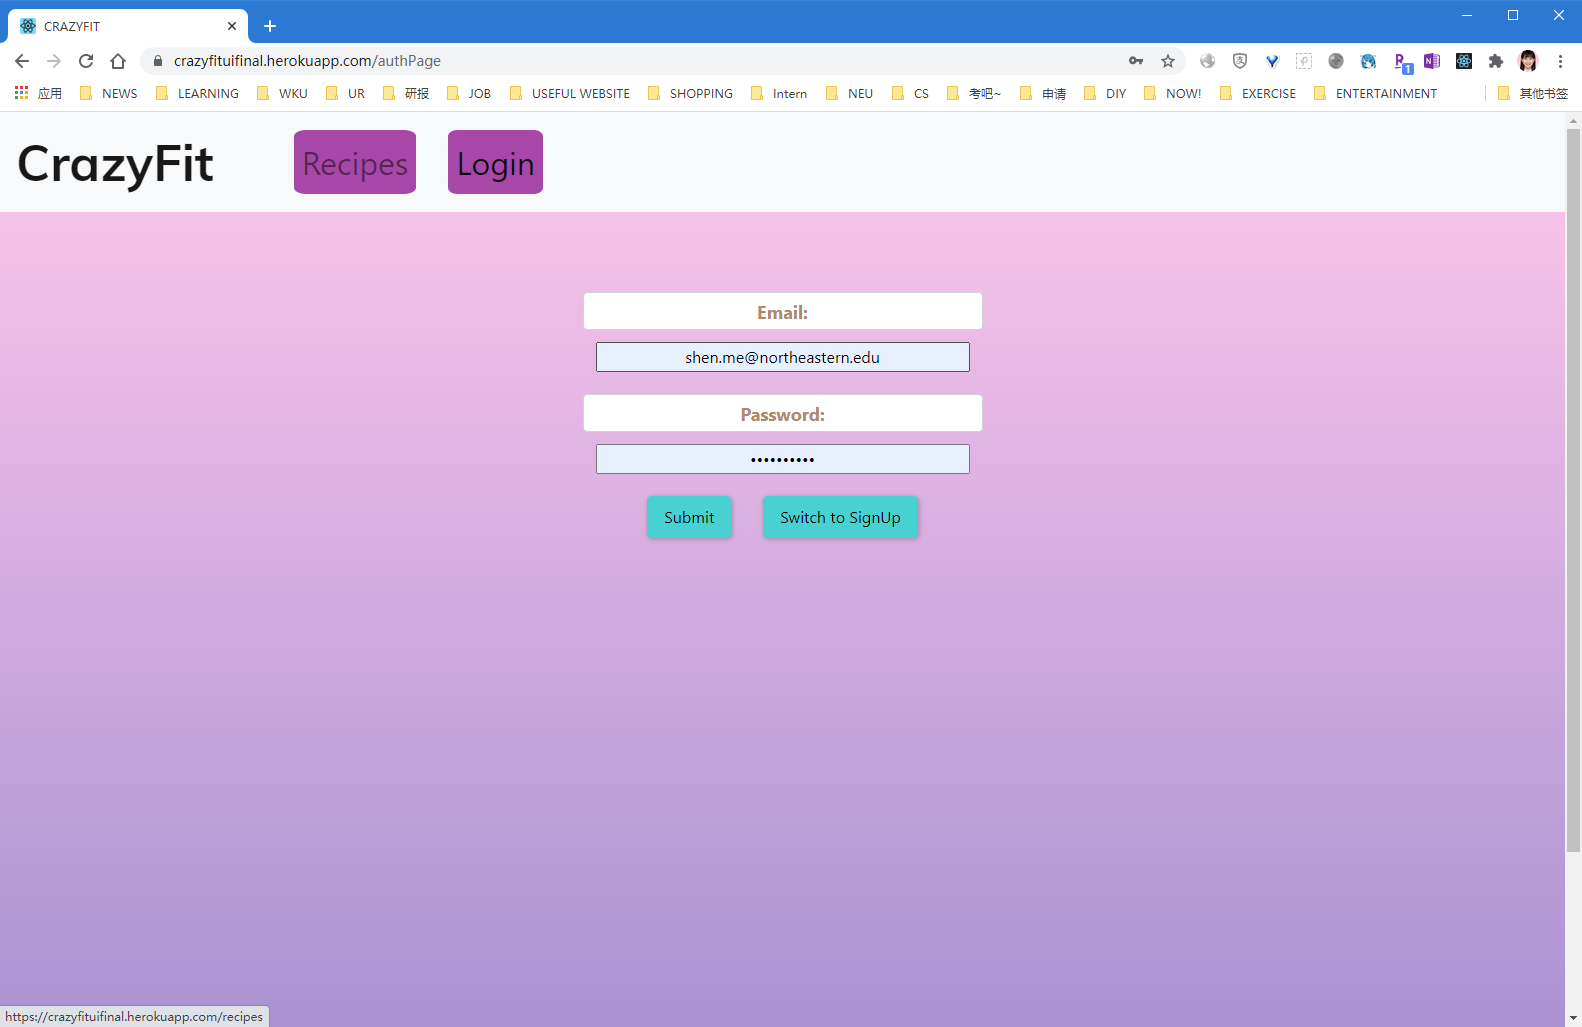 CRAZYFIT
crazyfituifinal.herokuapp.com/authPage
1
应用 NEWS LEARNING WKU UR 研报 JOB USEFUL WEBSITE SHOPPING Intern NEU CS 考吧~ 申请 DIY NOW! EXERCISE ENTERTAINMENT 其他书签
CrazyFit Recipes Login
Email:
shen.me@northeastern.edu
Password:
••••••••••
Submit Switch to SignUp
https://crazyfituifinal.herokuapp.com/recipes